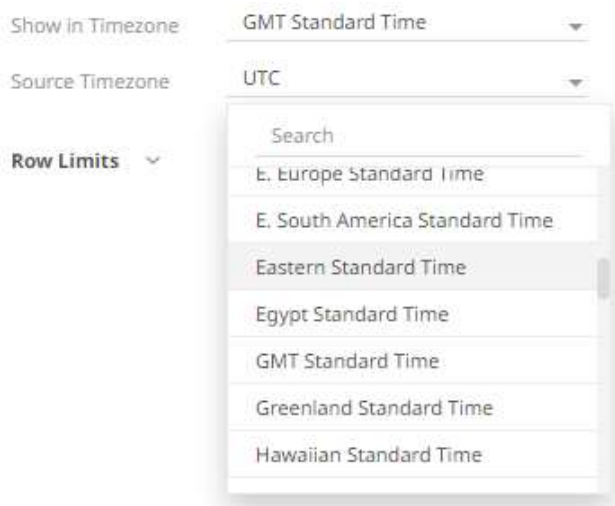 Show in Timezone GMT Standard Time
Source Timezone UTC
Search
Row Limits
E. Europe Standard Time
E. South America Standard Time
Eastern Standard Time
Egypt Standard Time
GMT Standard Time
Greenland Standard Time
Hawaiian Standard Time